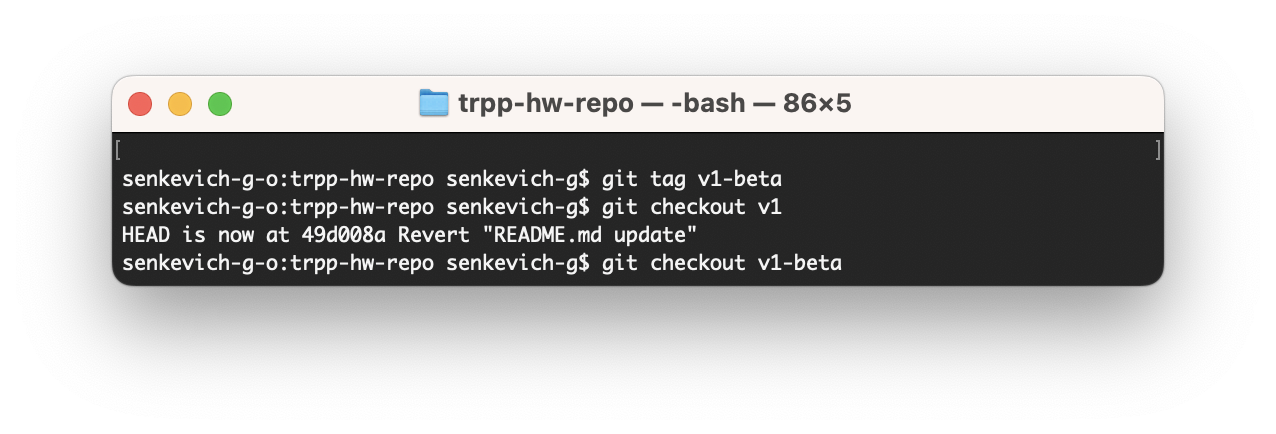 trpp-hw-repo — -bash — 86×5
[ ]
senkevich-g-o:trpp-hw-repo senkevich-g$ git tag v1-beta
senkevich-g-o:trpp-hw-repo senkevich-g$ git checkout v1
HEAD is now at 49d008a Revert "README.md update"
senkevich-g-o:trpp-hw-repo senkevich-g$ git checkout v1-beta